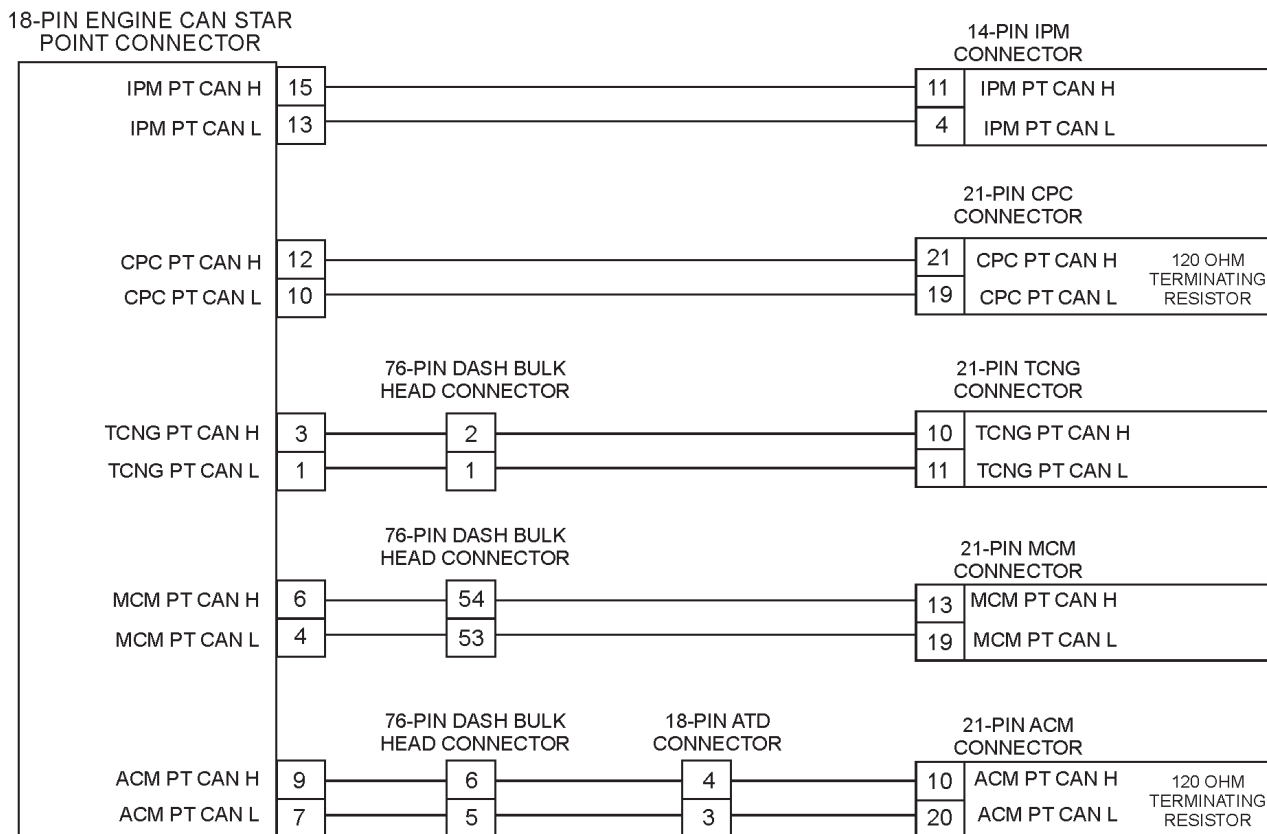 18-PIN ENGINE CAN STAR
POINT CONNECTOR
14-PIN IPM
CONNECTOR
IPM PT CAN H 15 11 IPM PT CAN H
IPM PT CAN L 13 4 IPM PT CAN L
21-PIN CPC
CONNECTOR
CPC PT CAN H 12 21 CPC PT CAN H
CPC PT CAN L 10 19 CPC PT CAN L
120 OHM
TERMINATING
RESISTOR
76-PIN DASH BULK
HEAD CONNECTOR
21-PIN TCNG
CONNECTOR
TCNG PT CAN H 3 2 10 TCNG PT CAN H
TCNG PT CAN L 1 1 11 TCNG PT CAN L
76-PIN DASH BULK
HEAD CONNECTOR
21-PIN MCM
CONNECTOR
MCM PT CAN H 6 54 13 MCM PT CAN H
MCM PT CAN L 4 53 19 MCM PT CAN L
76-PIN DASH BULK
HEAD CONNECTOR
18-PIN ATD
CONNECTOR
21-PIN ACM
CONNECTOR
ACM PT CAN H 9 6 4 10 ACM PT CAN H
ACM PT CAN L 7 5 3 20 ACM PT CAN L
120 OHM
TERMINATING
RESISTOR